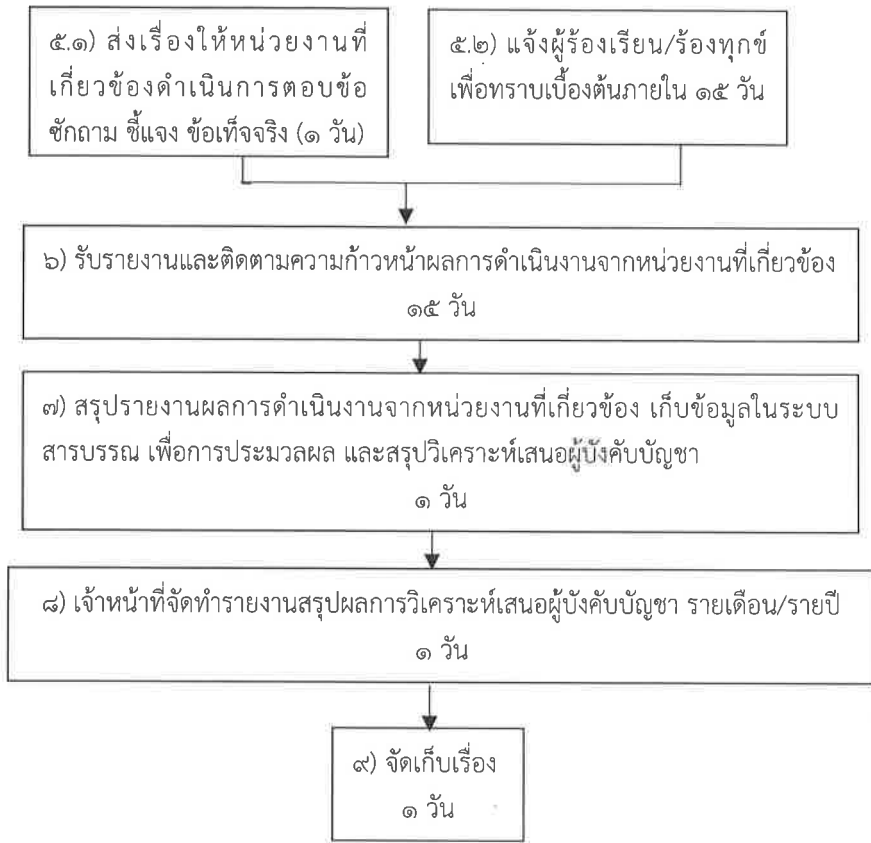 ๕.๑) ส่งเรื่องให้หน่วยงานที่
เกี่ยวข้องดำเนินการตอบข้อ
ซักถาม ชี้แจง ข้อเท็จจริง (๑ วัน)
๕.๒) แจ้งผู้ร้องเรียน/ร้องทุกข์
เพื่อทราบเบื้องต้นภายใน ๑๕ วัน
๖) รับรายงานและติดตามความก้าวหน้าผลการดำเนินงานจากหน่วยงานที่เกี่ยวข้อง
๑๕ วัน
๗) สรุปรายงานผลการดำเนินงานจากหน่วยงานที่เกี่ยวข้อง เก็บข้อมูลในระบบ
สารบรรณ เพื่อการประมวลผล และสรุปวิเคราะห์เสนอผู้บังคับบัญชา
๑ วัน
๘) เจ้าหน้าที่จัดทำรายงานสรุปผลการวิเคราะห์เสนอผู้บังคับบัญชา รายเดือน/รายปี
๑ วัน
๙) จัดเก็บเรื่อง
๑ วัน